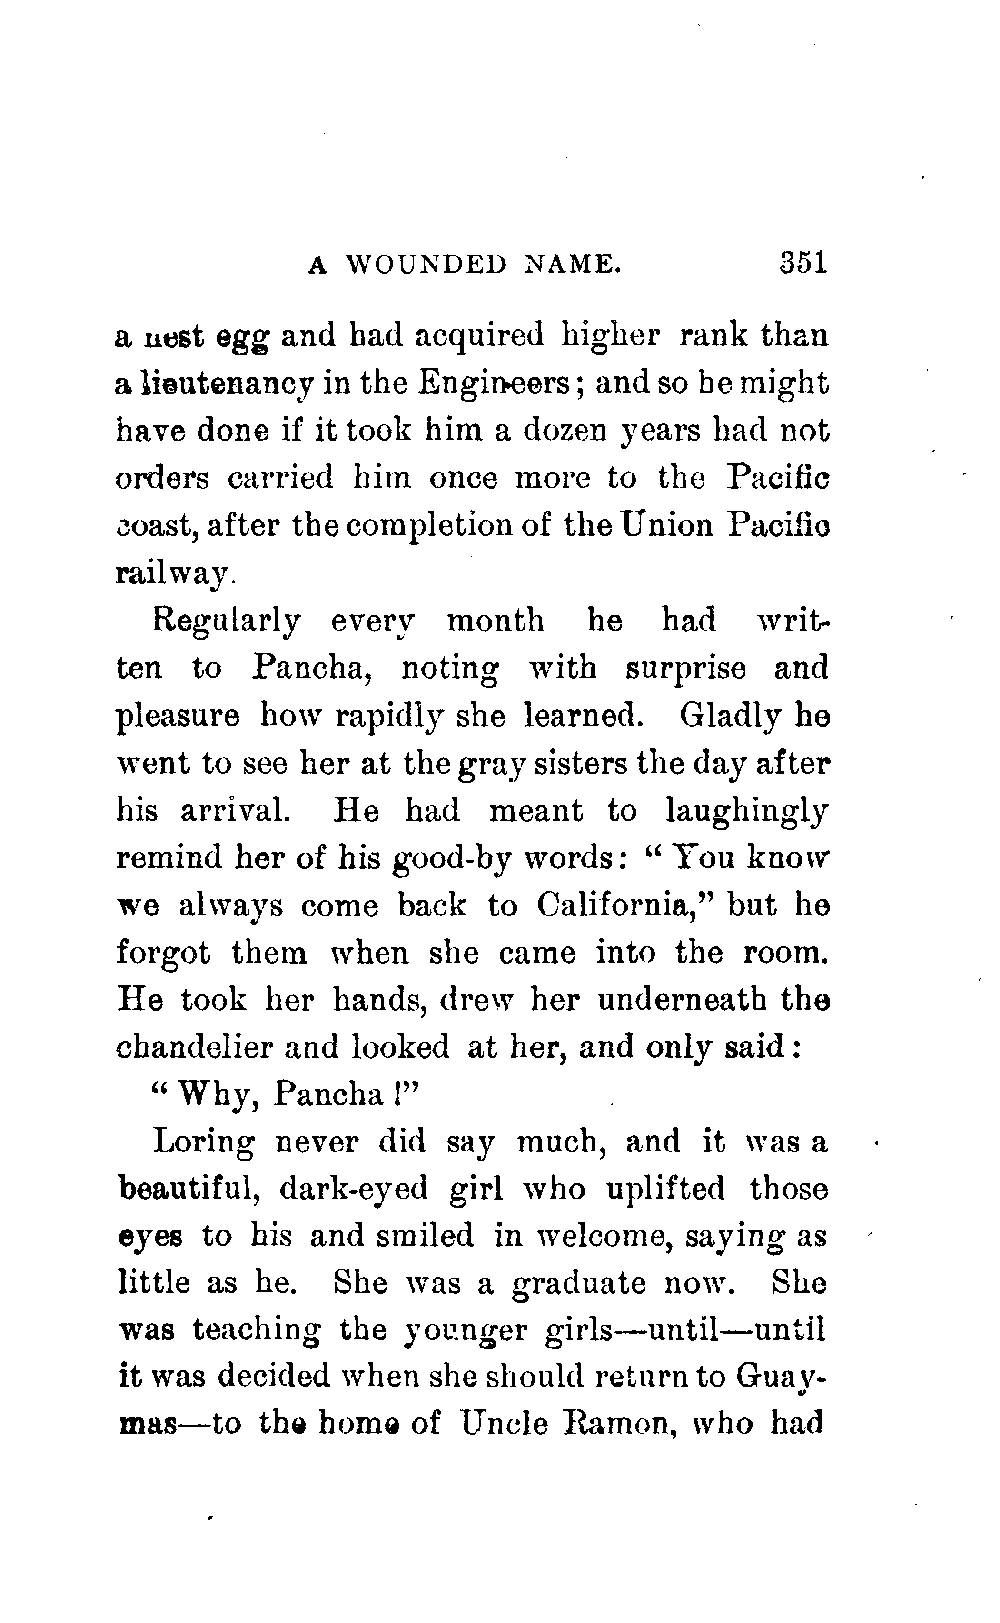 A WOUNDED NAME. 351
a nest egg and had acquired higher rank than
a lieutenancy in the Engineers; and so he might
have done if it took him a dozen years had not
orders carried him once more to the Pacific
coast, after the completion of the Union Pacific
railway.
Regularly every month he had writ-
ten to Pancha, noting with surprise and
pleasure how rapidly she learned. Gladly he
went to see her at the gray sisters the day after
his arrival. He had meant to laughingly
remind her of his good-by words: “ You know
we always come back to California,” but he
forgot them when she came into the room.
He took her hands, drew her underneath the
chandelier and looked at her, and only said:
“ Why, Pancha !”
Loring never did say much, and it was a
beautiful, dark-eyed girl who uplifted those
eyes to his and smiled in welcome, saying as
little as he. She was a graduate now. She
was teaching the younger girls—until—until
it was decided when she should return to Guay-
mas—to the home of Uncle Ramon, who had